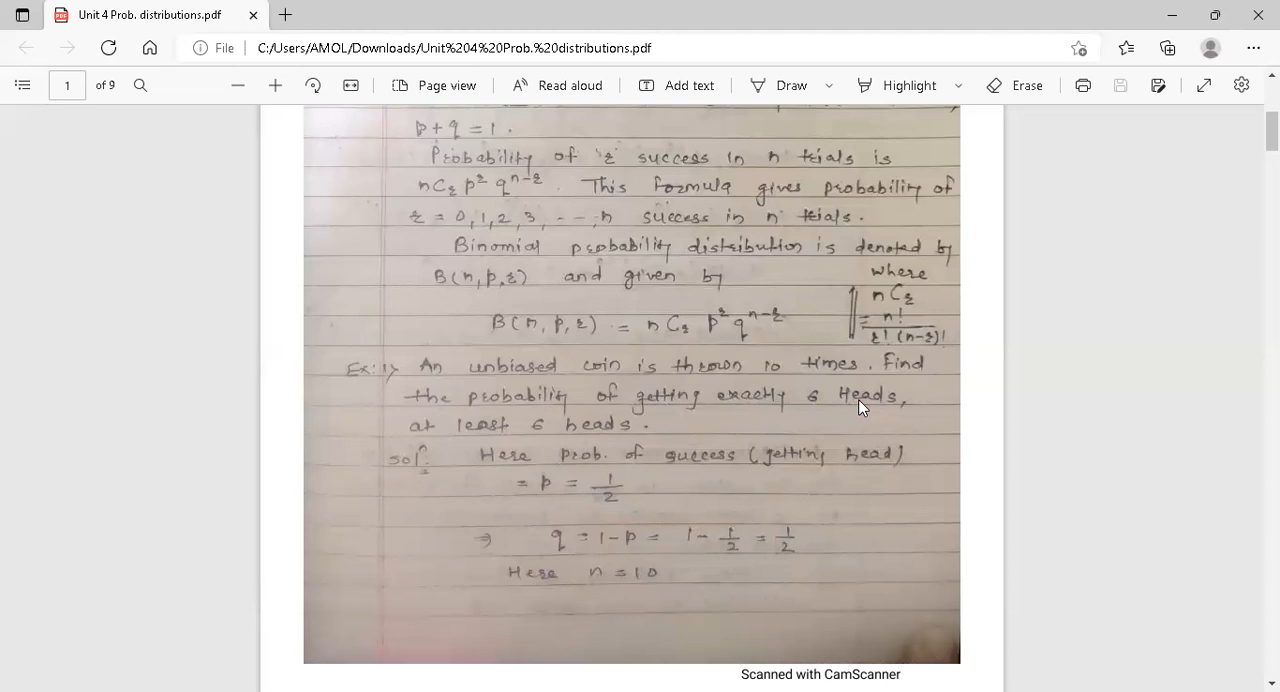 Unit 4 Prob. distributions.pdf
File C:/Users/AMOL/Downloads/Unit%204%20Prob.%20distributions.pdf
1 of 9 Page view Read aloud Add text Draw Highlight Erase
p + q = 1.
Probability of 'r' success in n trials is
nCr p^r q^n-r. This formula gives probability of
r = 0, 1, 2, 3, ----, n success in n trials.
Binomial probability distribution is denoted by
B(n, p, r) and given by
B(n, p, r) = nCr p^r q^n-r
where
nCr
= n!
r! (n-r)!
Ex: 1) An unbiased coin is thrown 10 times. Find
the probability of getting exactly 6 Heads,
at least 6 heads.
Soln: Here prob. of success (getting head)
= p = 1/2
⇒ q = 1 - p = 1 - 1/2 = 1/2
Here n = 10
Scanned with CamScanner